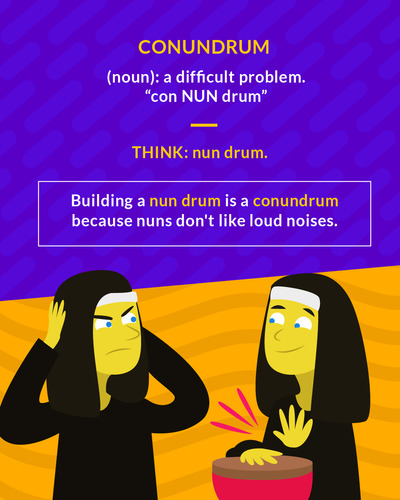 CONUNDRUM
(noun): a difficult problem.
“con NUN drum”
THINK: nun drum.
Building a nun drum is a conundrum
because nuns don't like loud noises.